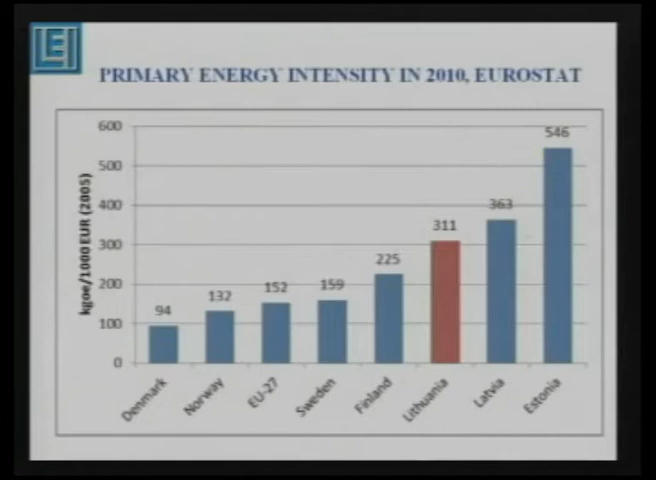 LEI
PRIMARY ENERGY INTENSITY IN 2010, EUROSTAT
kgoe/1000 EUR (2005)
600
500
400
300
200
100
0
94
132
152
159
225
311
363
546
Denmark
Norway
EU-27
Sweden
Finland
Lithuania
Latvia
Estonia